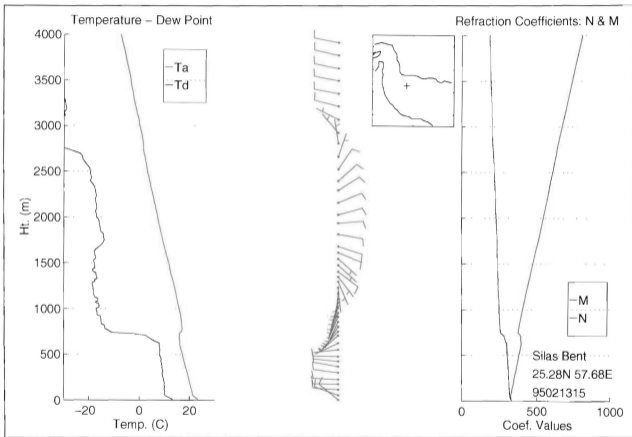 Temperature – Dew Point
Refraction Coefficients: N & M
4000
3500
3000
2500
2000
1500
1000
500
0
Ht. (m)
Ta
Td
−20
0
20
Temp. (C)
M
N
Silas Bent
25.28N 57.68E
95021315
0
500
1000
Coef. Values